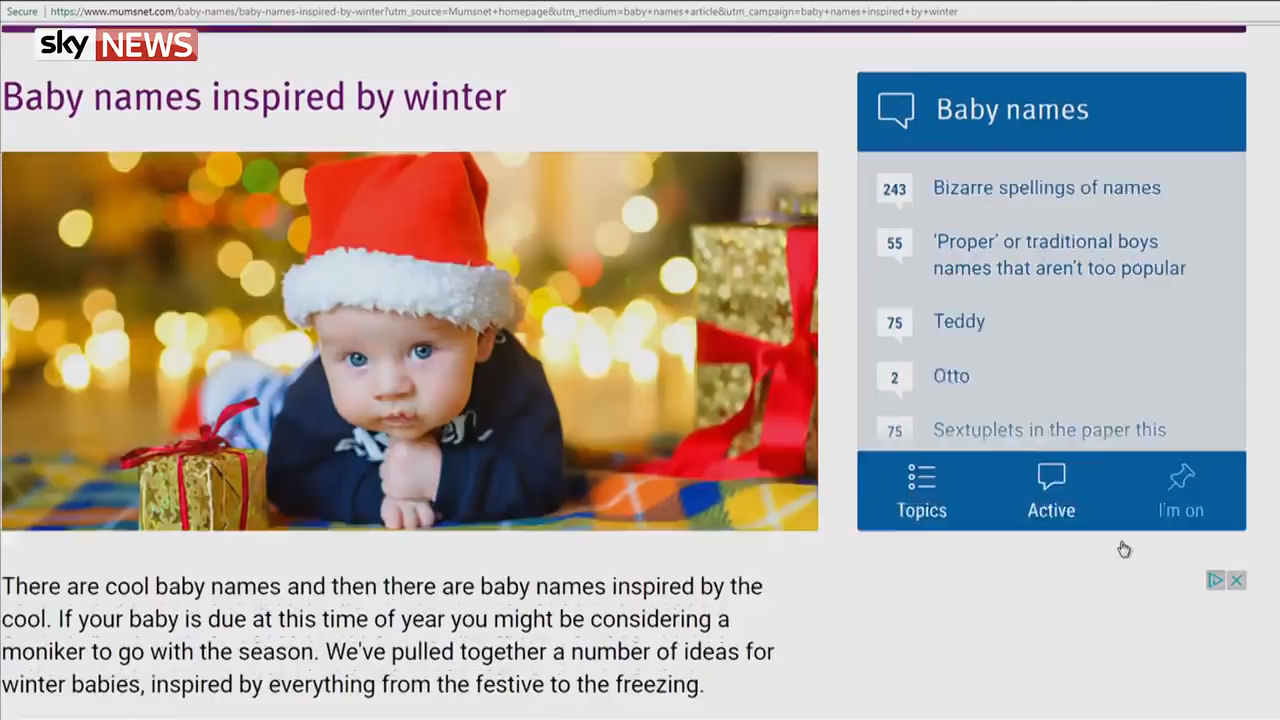 Secure
https://www.mumsnet.com/baby-names/baby-names-inspired-by-winter?utm_source=Mumsnet+homepage&utm_medium=baby+names+article&utm_campaign=baby+names+inspired+by+winter
sky NEWS
Baby names inspired by winter
Baby names
243 Bizarre spellings of names
55 ‘Proper’ or traditional boys
names that aren’t too popular
75 Teddy
2 Otto
75 Sextuplets in the paper this
Topics Active I'm on
There are cool baby names and then there are baby names inspired by the
cool. If your baby is due at this time of year you might be considering a
moniker to go with the season. We've pulled together a number of ideas for
winter babies, inspired by everything from the festive to the freezing.